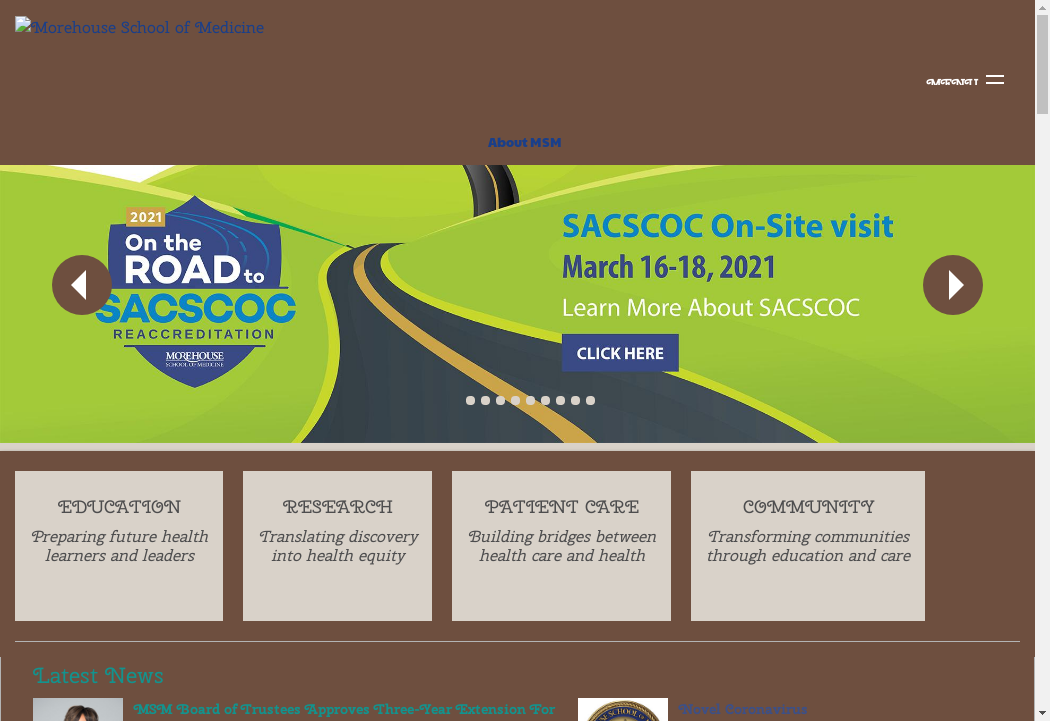 Morehouse School of Medicine
About MSM
2021
On the
ROAD to
SACSCOC
REACCREDITATION
MOREHOUSE
SCHOOL OF MEDICINE
SACSCOC On-Site visit
March 16-18, 2021
Learn More About SACSCOC
CLICK HERE
EDUCATION
Preparing future health
learners and leaders
RESEARCH
Translating discovery
into health equity
PATIENT CARE
Building bridges between
health care and health
COMMUNITY
Transforming communities
through education and care
Latest News
MSM Board of Trustees Approves Three-Year Extension For
Novel Coronavirus